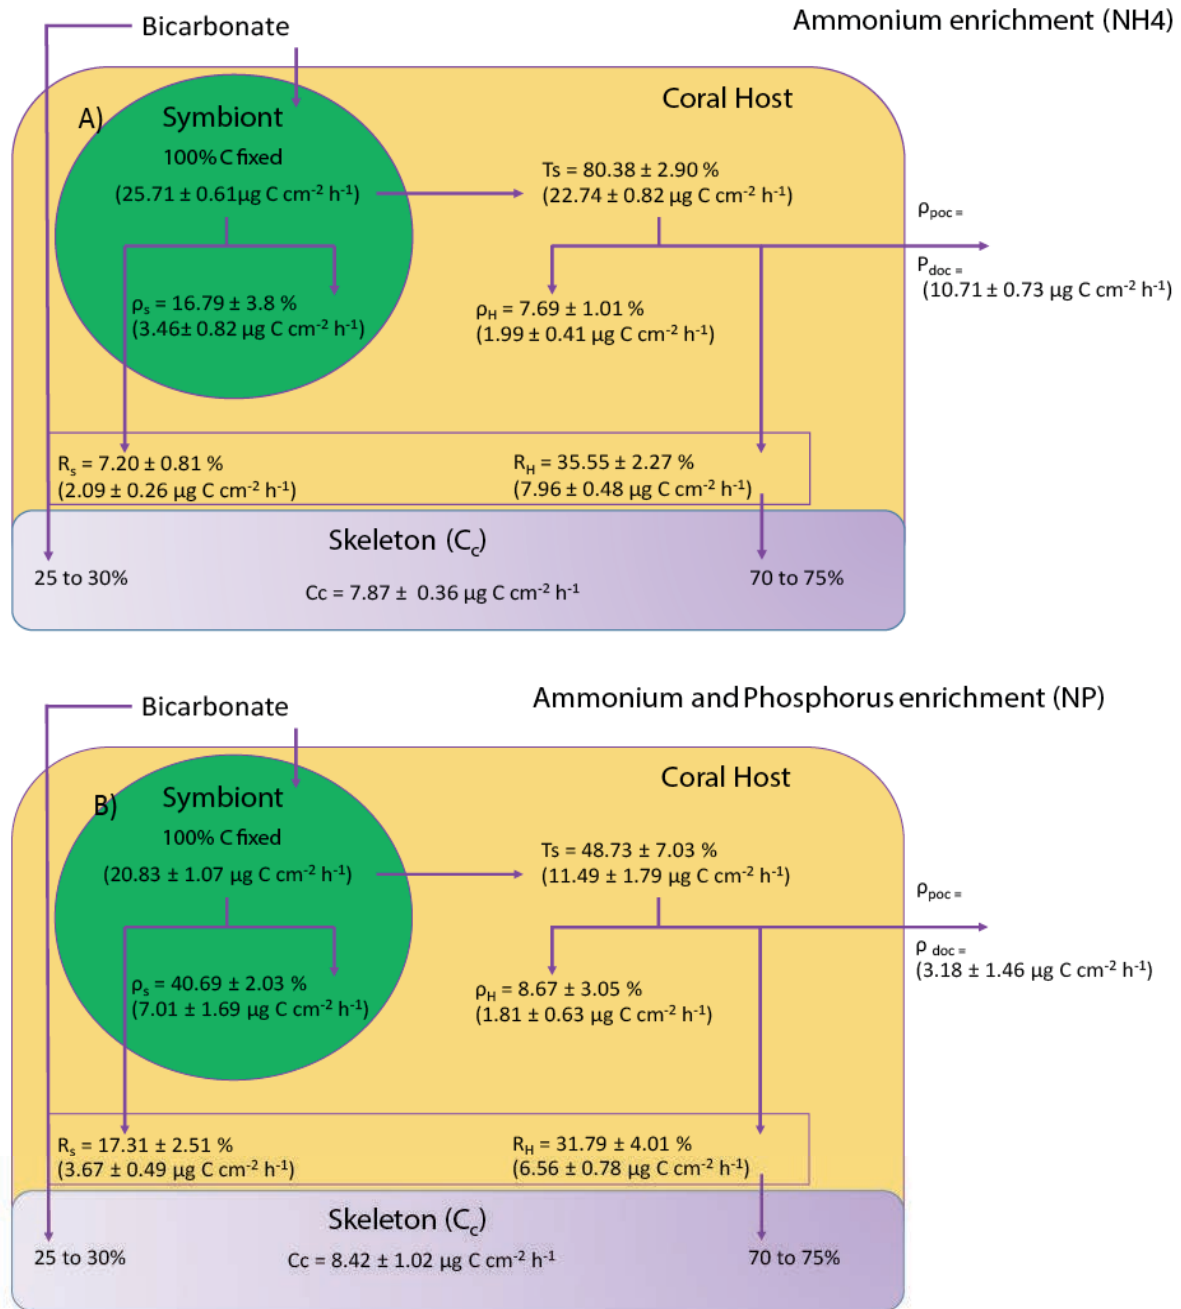 Ammonium enrichment (NH4)
Bicarbonate
Coral Host
A)
Symbiont
100% C fixed
(25.71 ± 0.61µg C cm-2 h-1)
Ts = 80.38 ± 2.90 %
(22.74 ± 0.82 µg C cm-2 h-1)
ρpoc =
Pdoc =
(10.71 ± 0.73 µg C cm-2 h-1)
ρs = 16.79 ± 3.8 %
(3.46± 0.82 µg C cm-2 h-1)
ρH = 7.69 ± 1.01 %
(1.99 ± 0.41 µg C cm-2 h-1)
Rs = 7.20 ± 0.81 %
(2.09 ± 0.26 µg C cm-2 h-1)
RH = 35.55 ± 2.27 %
(7.96 ± 0.48 µg C cm-2 h-1)
Skeleton (Cc)
25 to 30%
Cc = 7.87 ± 0.36 µg C cm-2 h-1
70 to 75%
Ammonium and Phosphorus enrichment (NP)
Bicarbonate
Coral Host
B)
Symbiont
100% C fixed
(20.83 ± 1.07 µg C cm-2 h-1)
Ts = 48.73 ± 7.03 %
(11.49 ± 1.79 µg C cm-2 h-1)
ρpoc =
ρ doc =
(3.18 ± 1.46 µg C cm-2 h-1)
ρs = 40.69 ± 2.03 %
(7.01 ± 1.69 µg C cm-2 h-1)
ρH = 8.67 ± 3.05 %
(1.81 ± 0.63 µg C cm-2 h-1)
Rs = 17.31 ± 2.51 %
(3.67 ± 0.49 µg C cm-2 h-1)
RH = 31.79 ± 4.01 %
(6.56 ± 0.78 µg C cm-2 h-1)
Skeleton (Cc)
25 to 30%
Cc = 8.42 ± 1.02 µg C cm-2 h-1
70 to 75%